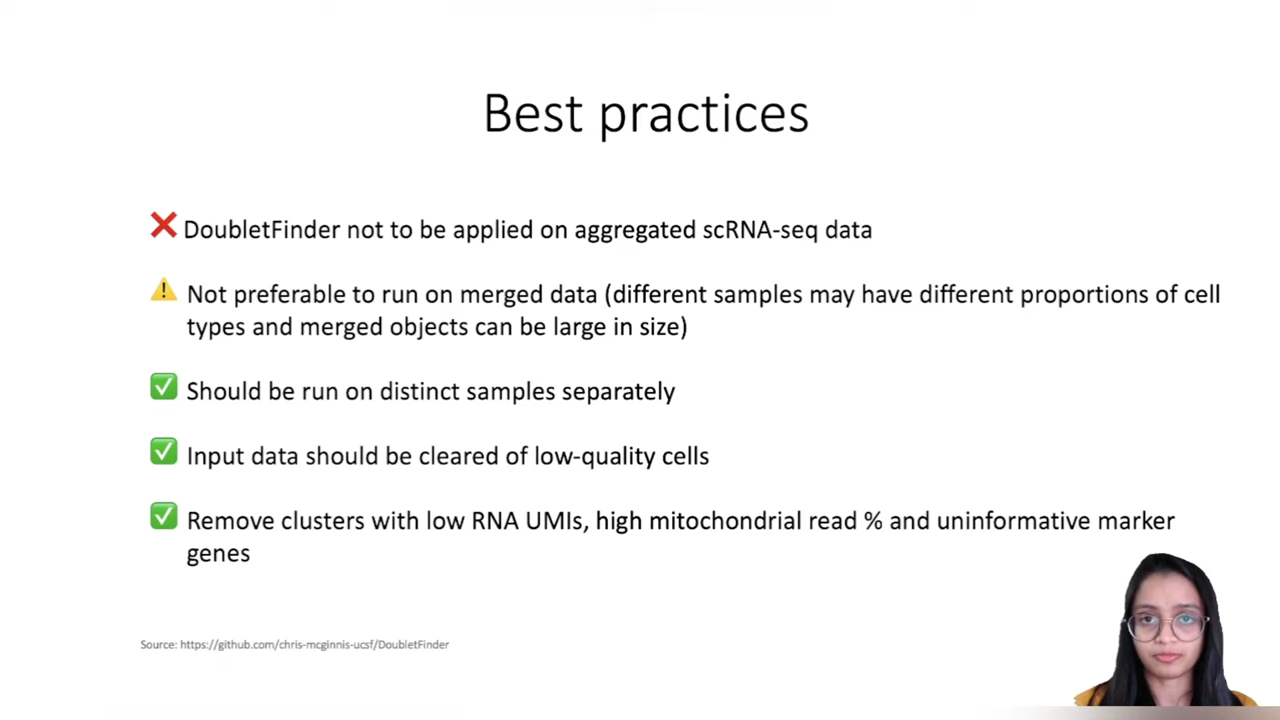 Best practices
❌ DoubletFinder not to be applied on aggregated scRNA-seq data
⚠️ Not preferable to run on merged data (different samples may have different proportions of cell
types and merged objects can be large in size)
✅ Should be run on distinct samples separately
✅ Input data should be cleared of low-quality cells
✅ Remove clusters with low RNA UMIs, high mitochondrial read % and uninformative marker
genes
Source: https://github.com/chris-mcginnis-ucsf/DoubletFinder